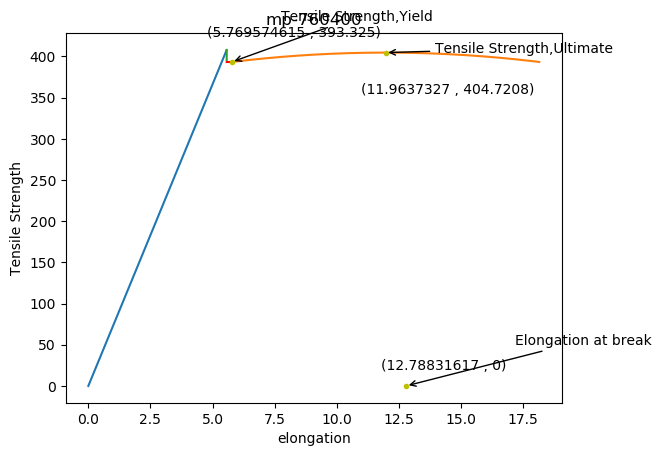 mp-760400
Tensile Strength,Yield
(5.769574615 , 393.325)
Tensile Strength,Ultimate
(11.9637327 , 404.7208)
Elongation at break
(12.78831617 , 0)
Tensile Strength
400
350
300
250
200
150
100
50
0
0.0 2.5 5.0 7.5 10.0 12.5 15.0 17.5
elongation